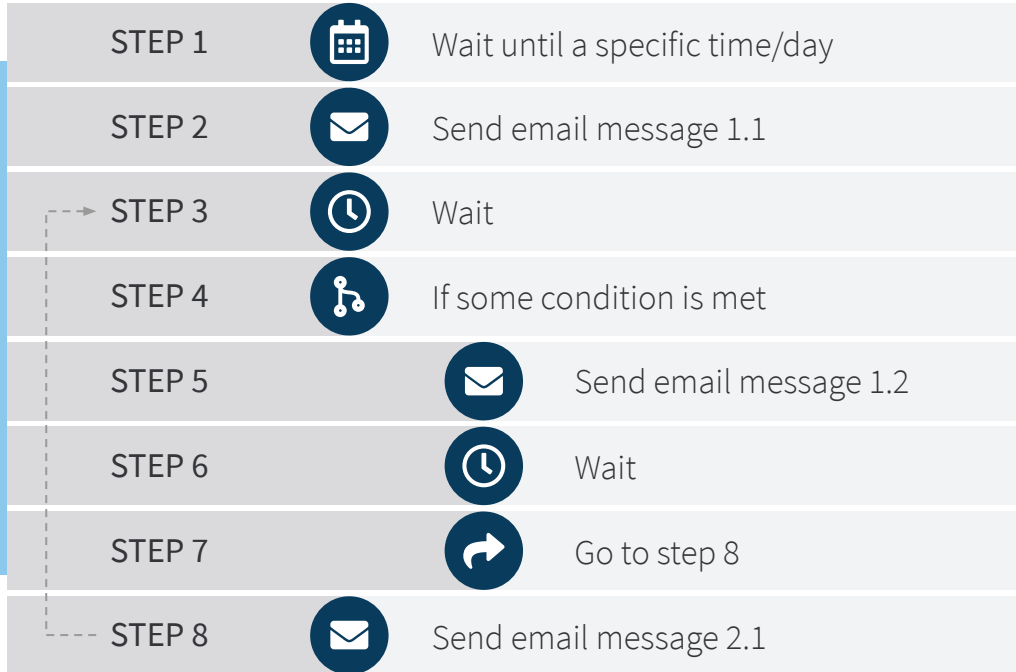 STEP 1 Wait until a specific time/day
STEP 2 Send email message 1.1
STEP 3 Wait
STEP 4 If some condition is met
STEP 5 Send email message 1.2
STEP 6 Wait
STEP 7 Go to step 8
STEP 8 Send email message 2.1